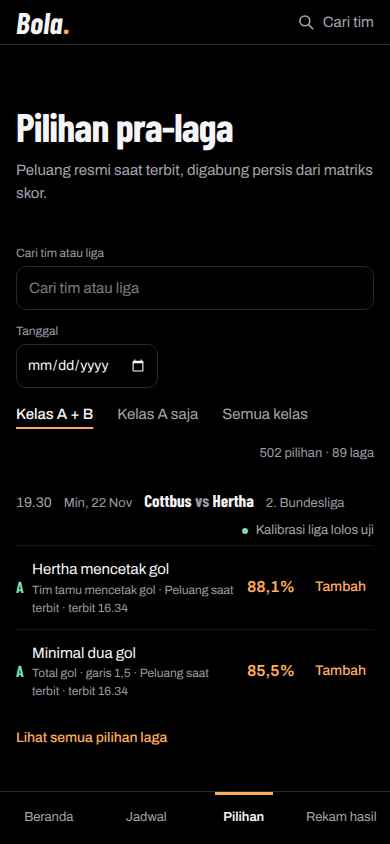 Bola.
Cari tim
Pilihan pra-laga
Peluang resmi saat terbit, digabung persis dari matriks
skor.
Cari tim atau liga
Cari tim atau liga
Tanggal
mm/dd/yyyy
Kelas A + B
Kelas A saja
Semua kelas
502 pilihan · 89 laga
19.30 Min, 22 Nov Cottbus vs Hertha 2. Bundesliga
Kalibrasi liga lolos uji
Hertha mencetak gol
A Tim tamu mencetak gol · Peluang saat 88,1% Tambah
terbit · terbit 16.34
Minimal dua gol
A Total gol · garis 1,5 · Peluang saat 85,5% Tambah
terbit · terbit 16.34
Lihat semua pilihan laga
Beranda
Jadwal
Pilihan
Rekam hasil